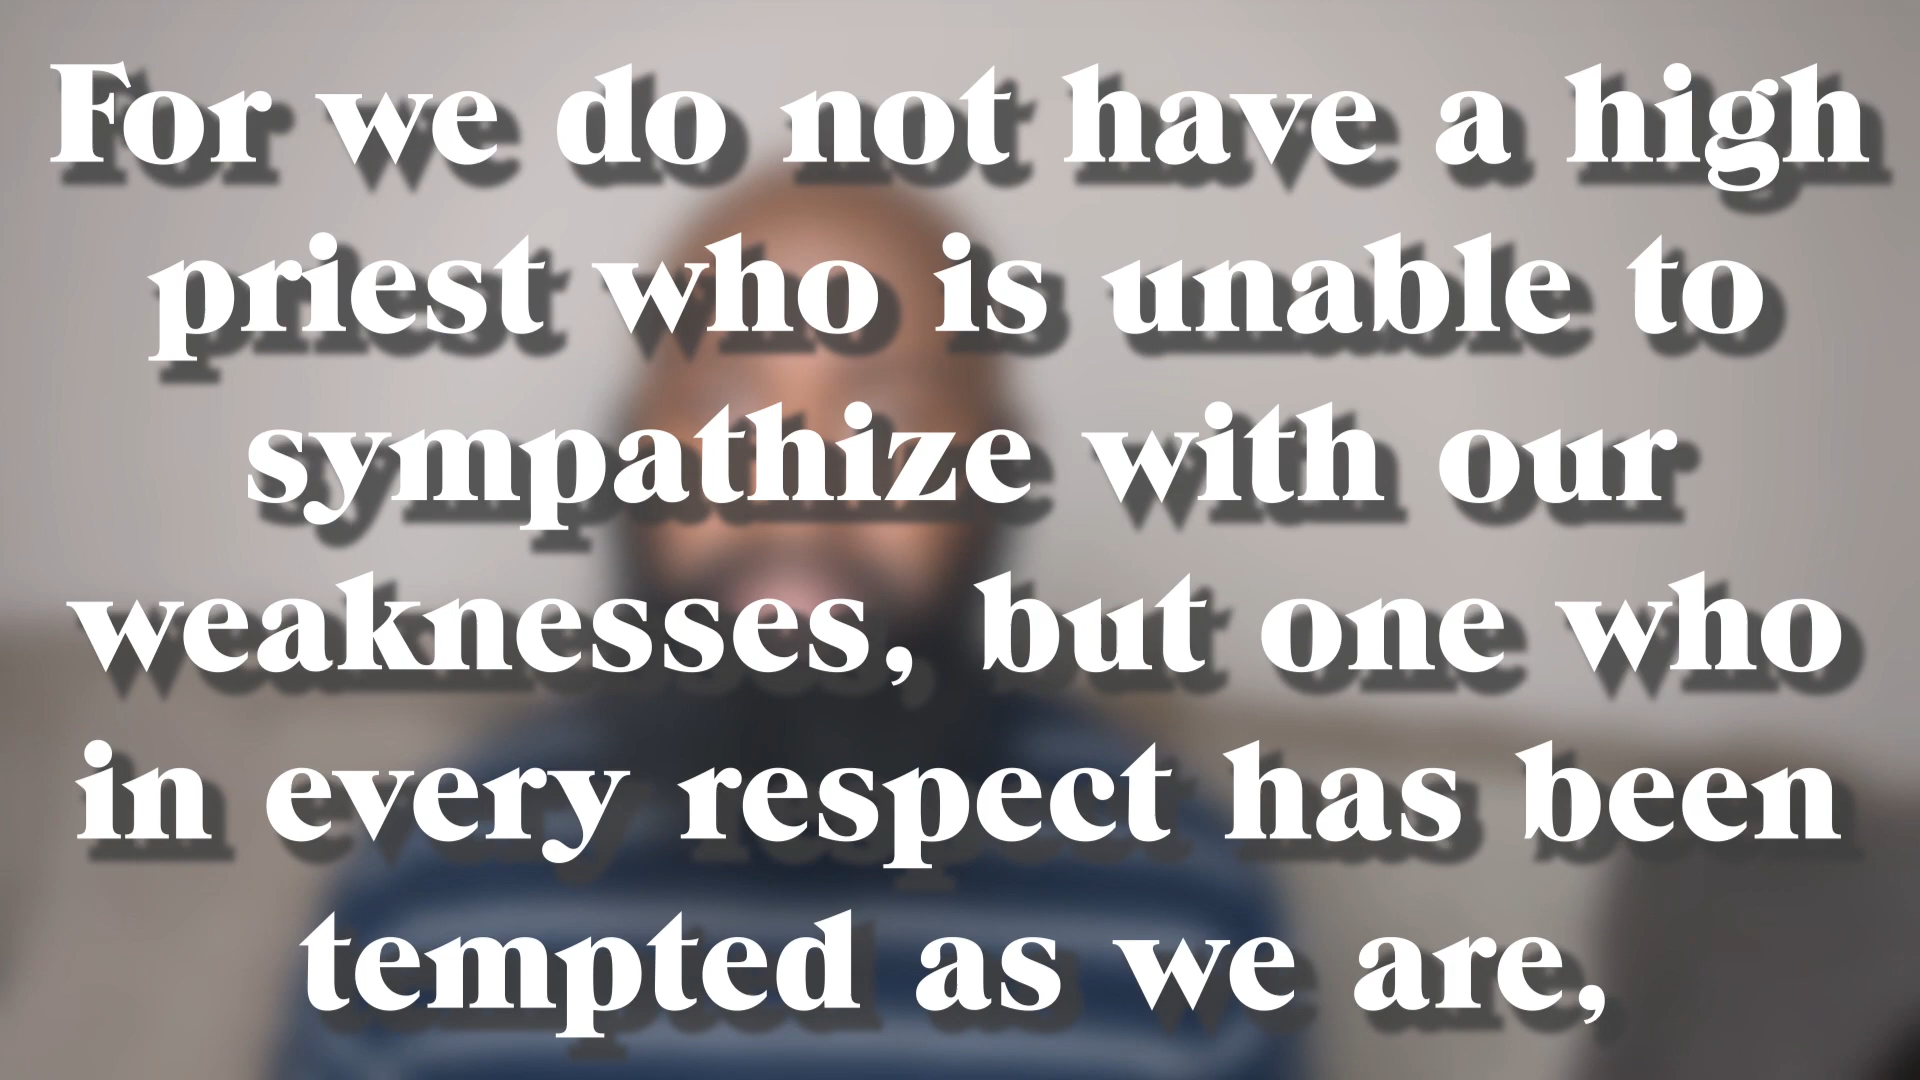 For we do not have a high
priest who is unable to
sympathize with our
weaknesses, but one who
in every respect has been
tempted as we are,